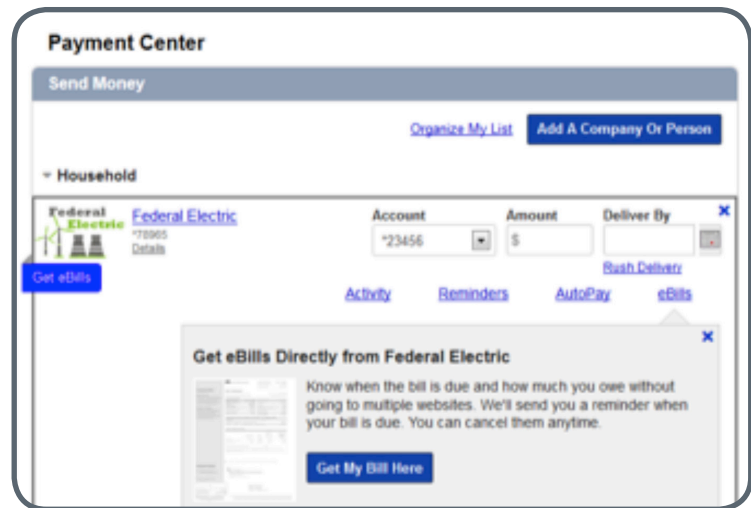 Payment Center
Send Money
Organize My List
Add A Company Or Person
Household
Federal Electric
Federal Electric
*78965
Details
Account
*23456
Amount
$
Deliver By
Rush Delivery
Get eBills
Activity
Reminders
AutoPay
eBills
Get eBills Directly from Federal Electric
Know when the bill is due and how much you owe without
going to multiple websites. We'll send you a reminder when
your bill is due. You can cancel them anytime.
Get My Bill Here